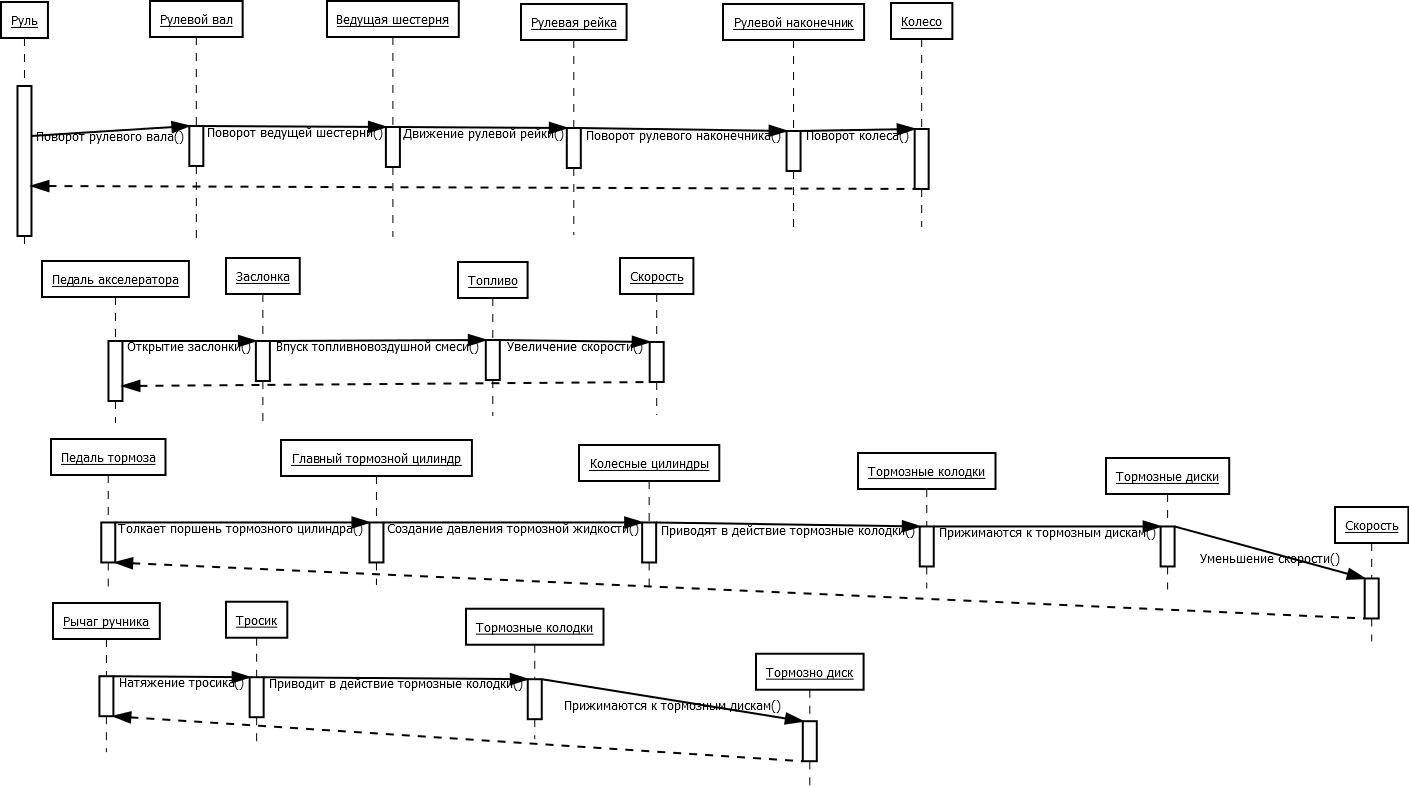 Руль
Рулевой вал
Ведущая шестерня
Рулевая рейка
Рулевой наконечник
Колесо
Поворот рулевого вала()
Поворот ведущей шестерни()
Движение рулевой рейки()
Поворот рулевого наконечника()
Поворот колеса()
Педаль акселератора
Заслонка
Топливо
Скорость
Открытие заслонки()
Впуск топливновоздушной смеси()
Увеличение скорости()
Педаль тормоза
Главный тормозной цилиндр
Колесные цилиндры
Тормозные колодки
Тормозные диски
Скорость
Толкает поршень тормозного цилиндра()
Создание давления тормозной жидкости()
Приводят в действие тормозные колодки()
Прижимаются к тормозным дискам()
Уменьшение скорости()
Рычаг ручника
Тросик
Тормозные колодки
Тормозно диск
Натяжение тросика()
Приводит в действие тормозные колодки()
Прижимаются к тормозным дискам()